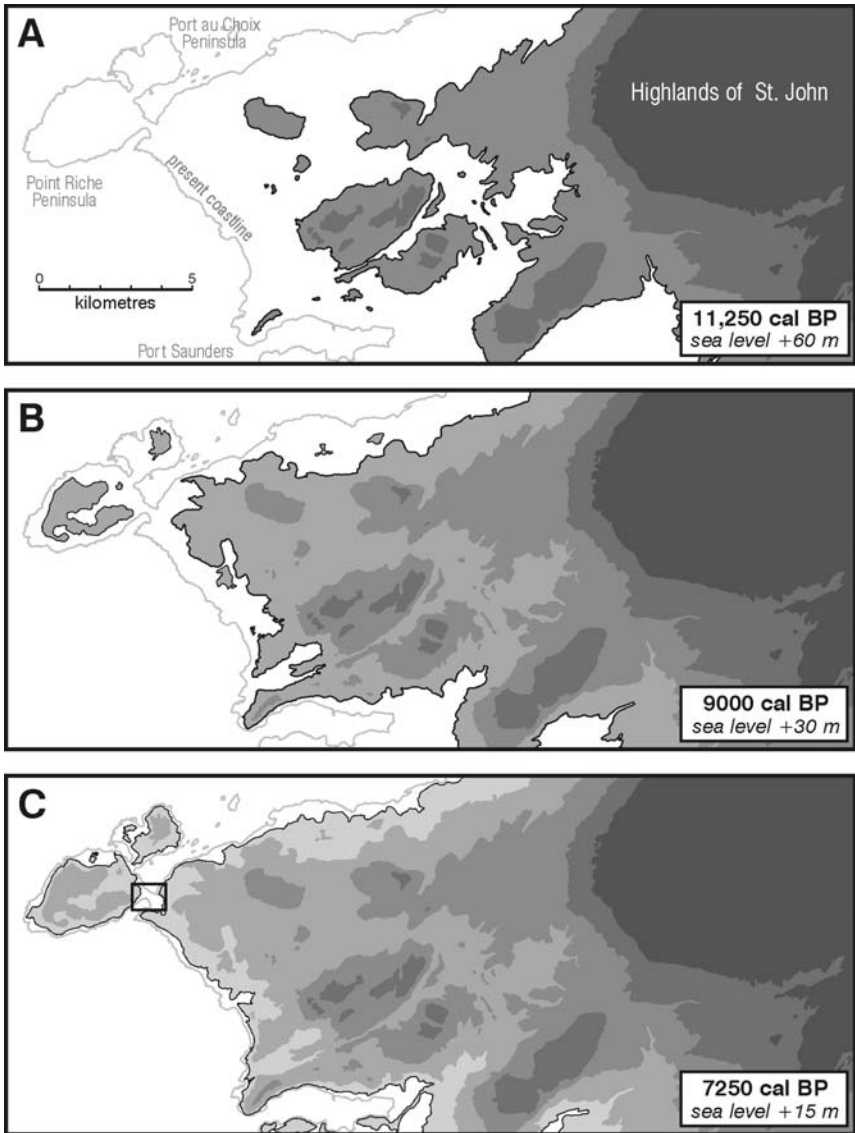 A
Port au Choix
Peninsula
Highlands of St. John
Point Riche
Peninsula
present coastline
0 5
kilometres
Port Saunders
11,250 cal BP
sea level +60 m
B
9000 cal BP
sea level +30 m
C
7250 cal BP
sea level +15 m